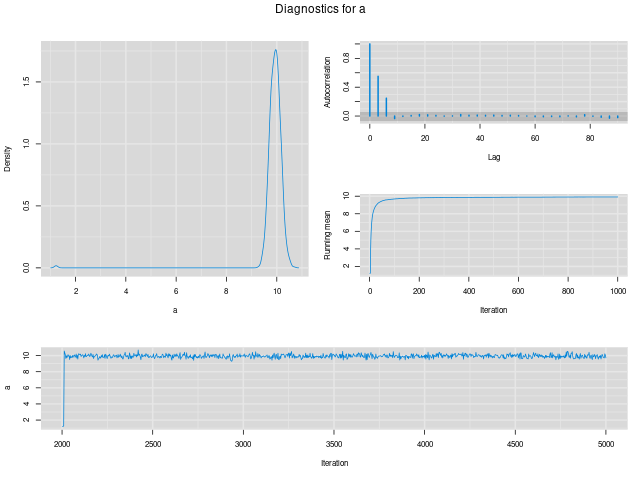 Diagnostics for a
Density
0.0 0.5 1.0 1.5
2 4 6 8 10
a
Autocorrelation
0.0 0.4 0.8
0 20 40 60 80
Lag
Running mean
2 4 6 8 10
0 200 400 600 800 1000
Iteration
a
2 4 6 8 10
2000 2500 3000 3500 4000 4500 5000
Iteration